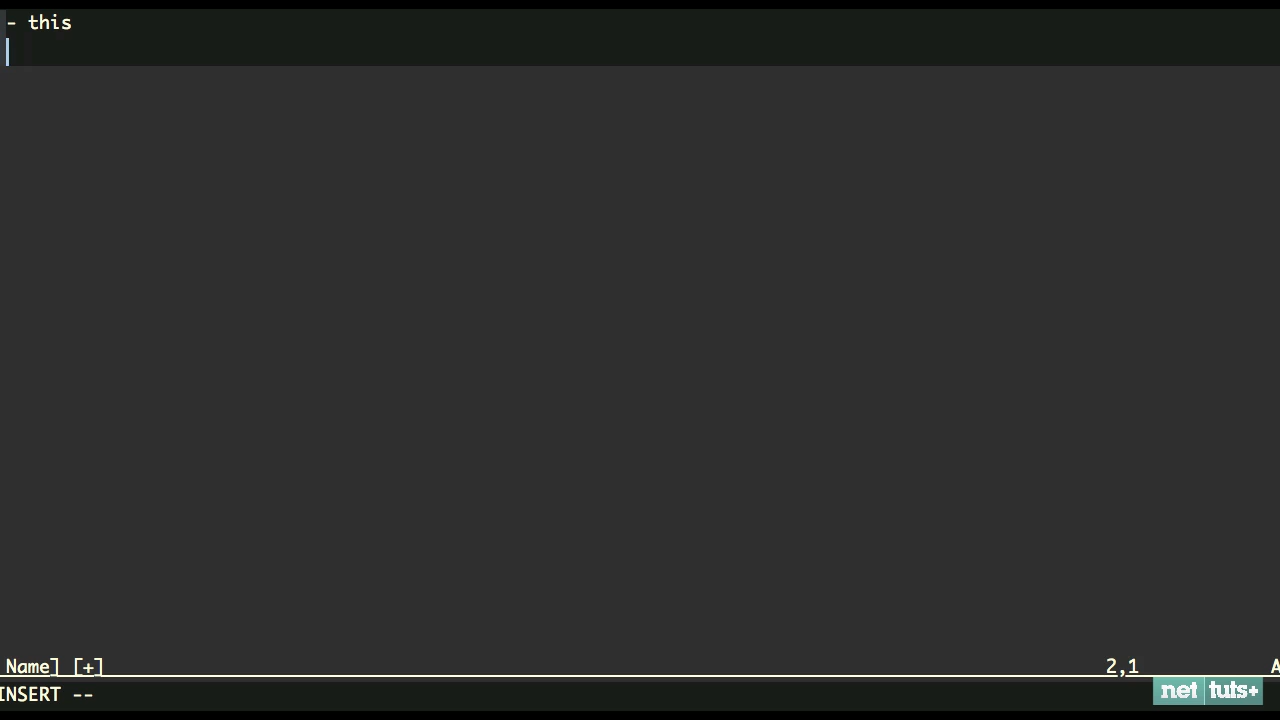 - this
Name] [+] 2,1 A
INSERT --
net tuts+